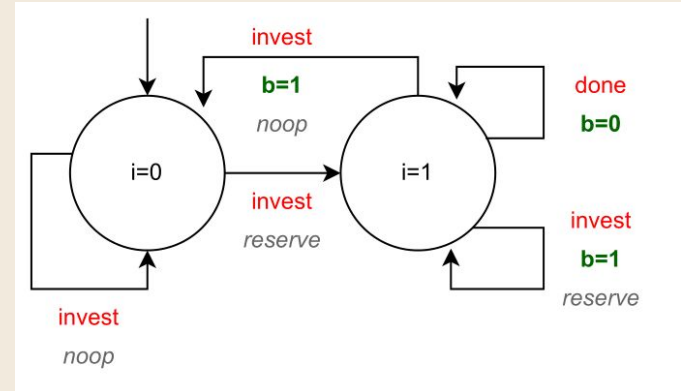 invest
b=1
noop
done
b=0
i=0
i=1
invest
reserve
invest
b=1
reserve
invest
noop